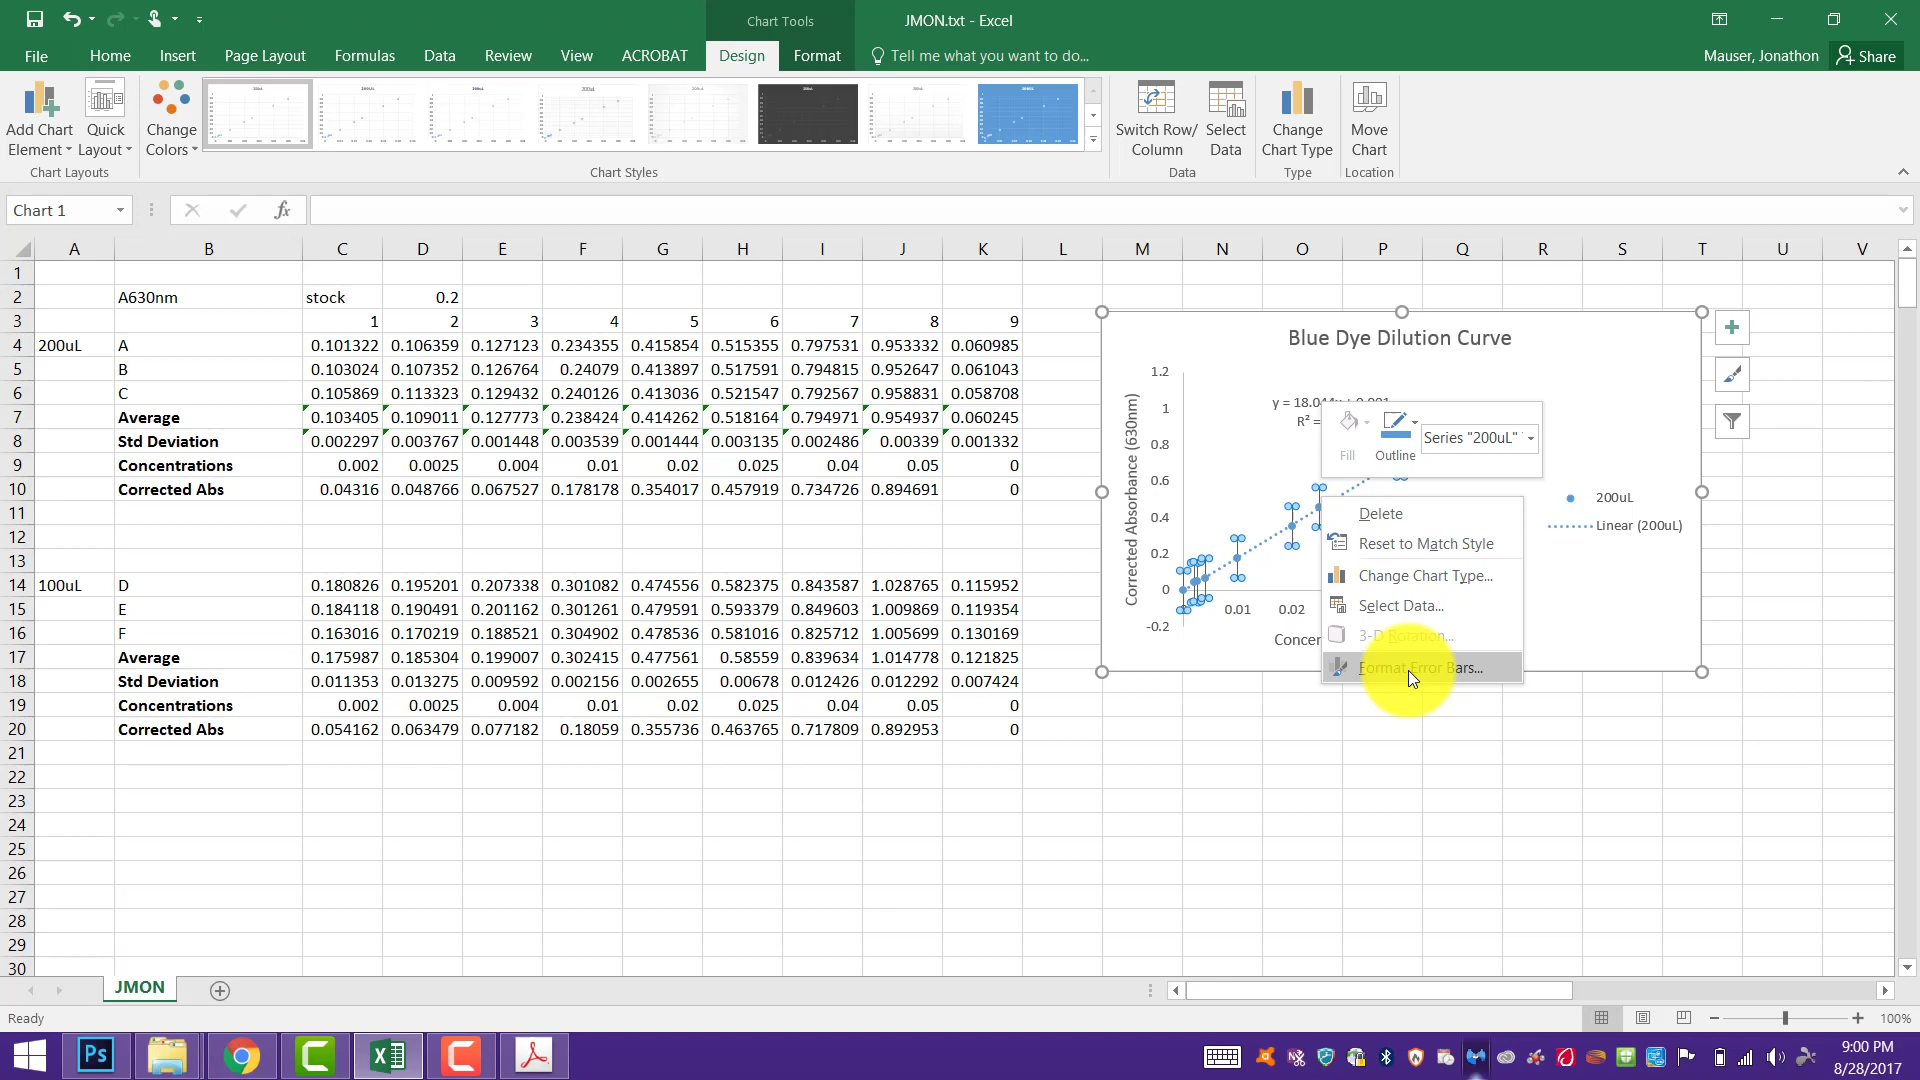 Chart Tools
JMON.txt - Excel
File
Home
Insert
Page Layout
Formulas
Data
Review
View
ACROBAT
Design
Format
Tell me what you want to do...
Mauser, Jonathon
Share
Add Chart Element
Quick Layout
Change Colors
Switch Row/ Column
Select Data
Change Chart Type
Move Chart
Chart Layouts
Chart Styles
Data
Type
Location
Chart 1
fx
A B C D E F G H I J K L M N O P Q R S T U V
1
2 A630nm stock 0.2
3 1 2 3 4 5 6 7 8 9
4 200uL A 0.101322 0.106359 0.127123 0.234355 0.415854 0.515355 0.797531 0.953332 0.060985
5 B 0.103024 0.107352 0.126764 0.24079 0.413897 0.517591 0.794815 0.952647 0.061043
6 C 0.105869 0.113323 0.129432 0.240126 0.413036 0.521547 0.792567 0.958831 0.058708
7 Average 0.103405 0.109011 0.127773 0.238424 0.414262 0.518164 0.794971 0.954937 0.060245
8 Std Deviation 0.002297 0.003767 0.001448 0.003539 0.001444 0.003135 0.002486 0.00339 0.001332
9 Concentrations 0.002 0.0025 0.004 0.01 0.02 0.025 0.04 0.05 0
10 Corrected Abs 0.04316 0.048766 0.067527 0.178178 0.354017 0.457919 0.734726 0.894691 0
11
12
13
14 100uL D 0.180826 0.195201 0.207338 0.301082 0.474556 0.582375 0.843587 1.028765 0.115952
15 E 0.184118 0.190491 0.201162 0.301261 0.479591 0.593379 0.849603 1.009869 0.119354
16 F 0.163016 0.170219 0.188521 0.304902 0.478536 0.581016 0.825712 1.005699 0.130169
17 Average 0.175987 0.185304 0.199007 0.302415 0.477561 0.58559 0.839634 1.014778 0.121825
18 Std Deviation 0.011353 0.013275 0.009592 0.002156 0.002655 0.00678 0.012426 0.012292 0.007424
19 Concentrations 0.002 0.0025 0.004 0.01 0.02 0.025 0.04 0.05 0
20 Corrected Abs 0.054162 0.063479 0.077182 0.18059 0.355736 0.463765 0.717809 0.892953 0
21
22
23
24
25
26
27
28
29
30
Blue Dye Dilution Curve
Corrected Absorbance (630nm)
1.2
1
0.8
0.6
0.4
0.2
0
-0.2
0.01 0.02
R² =
200uL
Linear (200uL)
Fill
Outline
Series "200uL"
Delete
Reset to Match Style
Change Chart Type...
Select Data...
3-D Rotation...
Format Error Bars...
JMON
Ready
100%
Ps
9:00 PM
8/28/2017